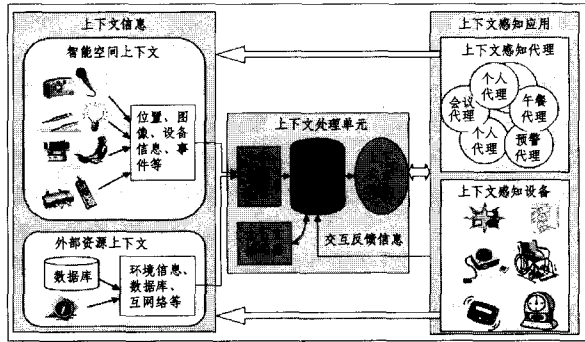 上下文信息
智能空间上下文
位置、图
像、设备
信息、事
件等
外部资源上下文
数据库
环境信息、
数据库、
互网络等
上下文处理单元
交互反馈信息
上下文感知应用
上下文感知代理
个人
代理
会议
代理
午餐
代理
个人
代理
预警
代理
上下文感知设备